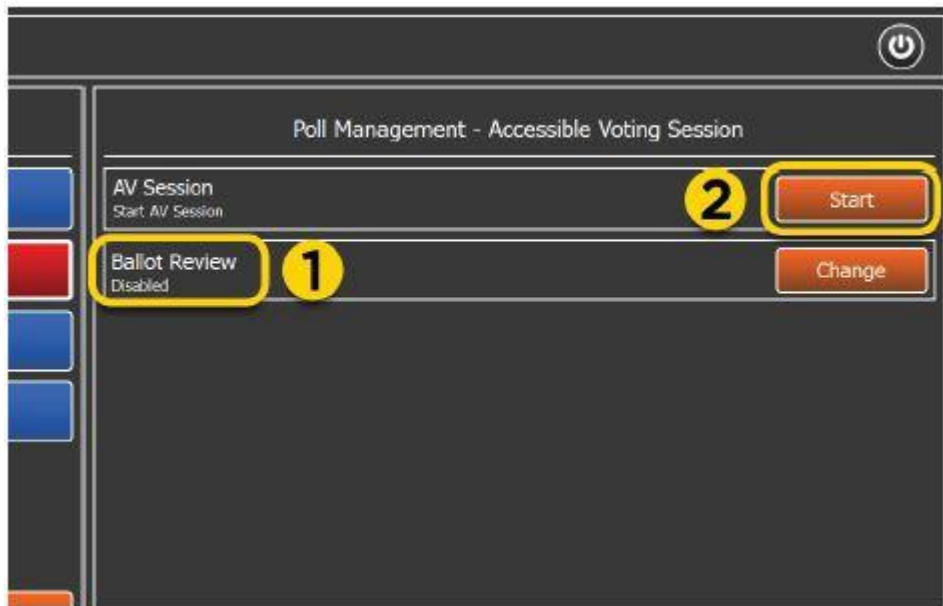 Poll Management - Accessible Voting Session
AV Session
Start AV Session
2
Start
Ballot Review
Disabled
1
Change